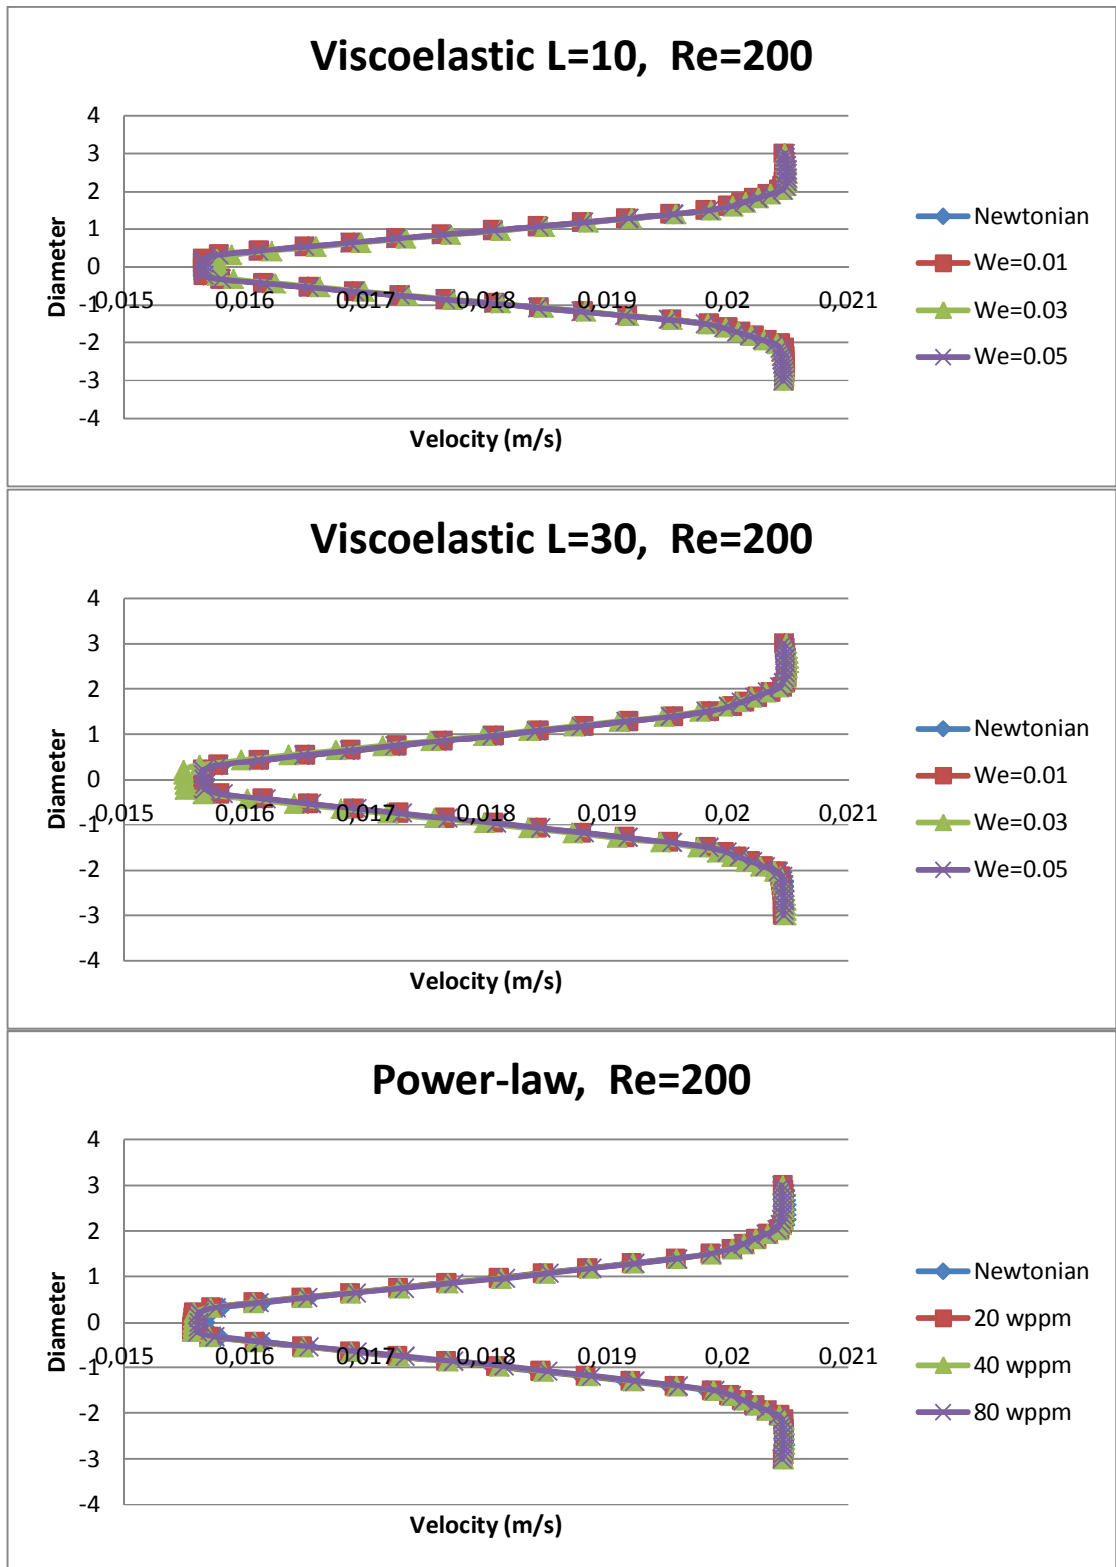 Viscoelastic L=10, Re=200
4
3
2
1
0
-1
-2
-3
-4
0,015 0,016 0,017 0,018 0,019 0,02 0,021
Diameter
Velocity (m/s)
Newtonian
We=0.01
We=0.03
We=0.05
Viscoelastic L=30, Re=200
4
3
2
1
0
-1
-2
-3
-4
0,015 0,016 0,017 0,018 0,019 0,02 0,021
Diameter
Velocity (m/s)
Newtonian
We=0.01
We=0.03
We=0.05
Power-law, Re=200
4
3
2
1
0
-1
-2
-3
-4
0,015 0,016 0,017 0,018 0,019 0,02 0,021
Diameter
Velocity (m/s)
Newtonian
20 wppm
40 wppm
80 wppm